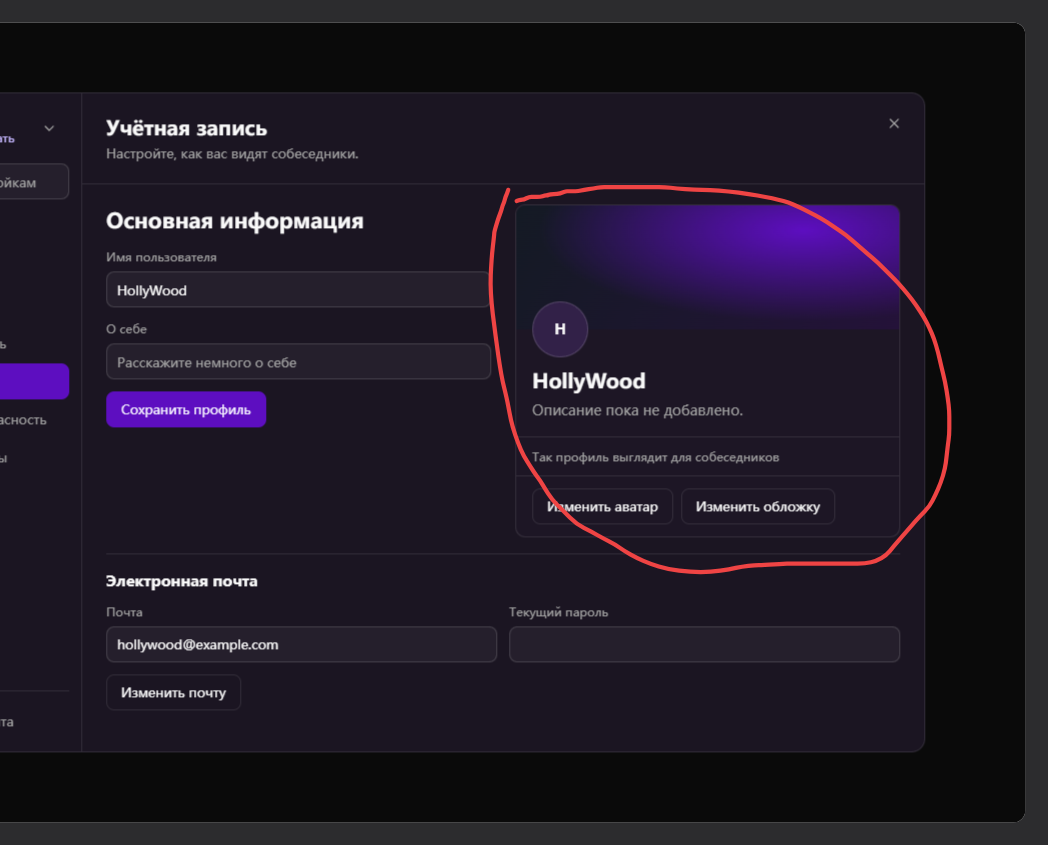 Учётная запись
Настройте, как вас видят собеседники.
Основная информация
Имя пользователя
HollyWood
О себе
Расскажите немного о себе
Сохранить профиль
H
HollyWood
Описание пока не добавлено.
Так профиль выглядит для собеседников
Изменить аватар
Изменить обложку
Электронная почта
Почта
Текущий пароль
hollywood@example.com
Изменить почту